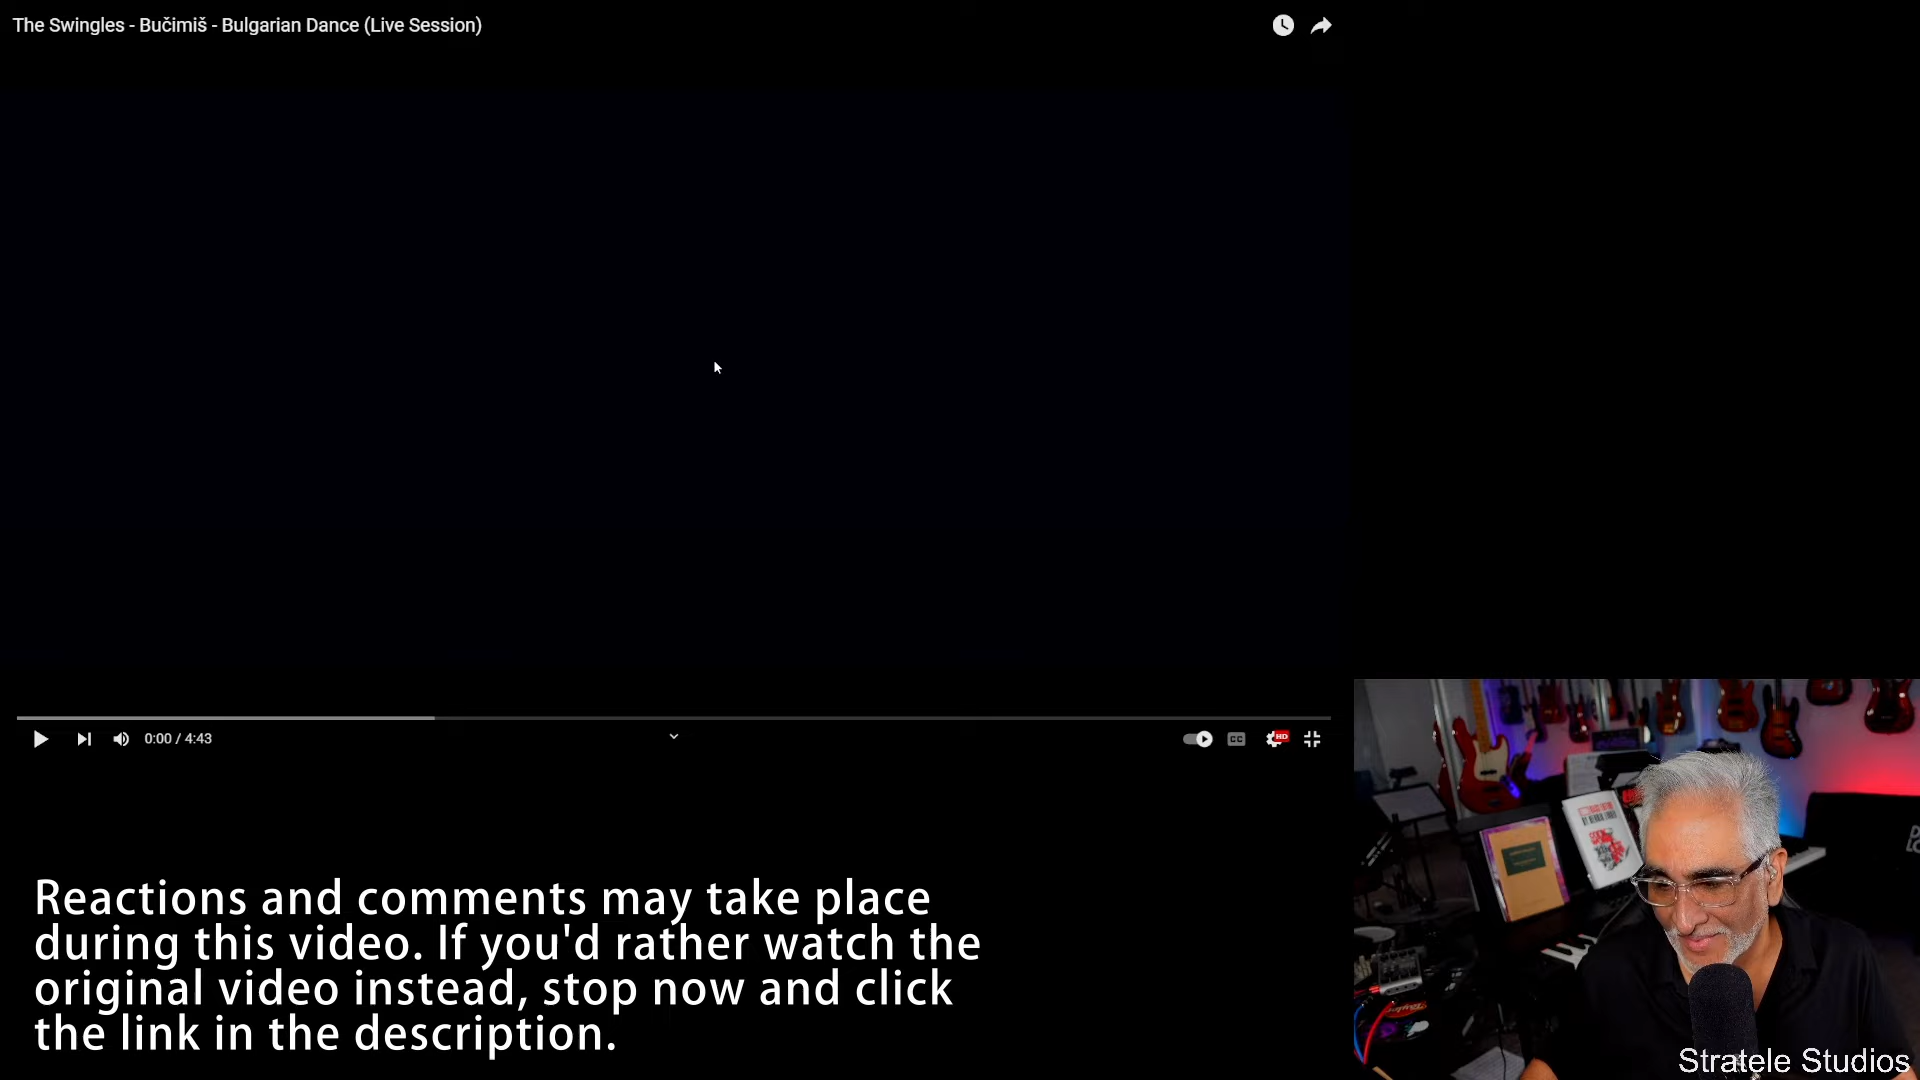 The Swingles - Bučimiš - Bulgarian Dance (Live Session)
0:00 / 4:43
CC
HD
Reactions and comments may take place
during this video. If you'd rather watch the
original video instead, stop now and click
the link in the description.
Stratele Studios